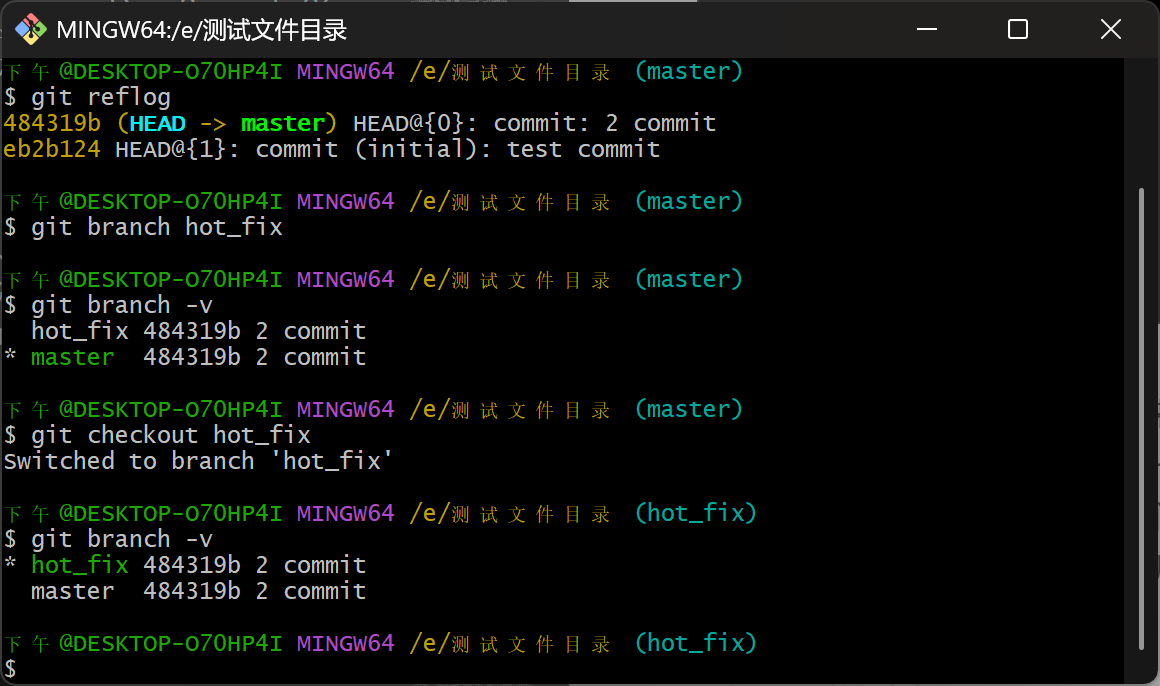 MINGW64:/e/测试文件目录
下午@DESKTOP-O7OHP4I MINGW64 /e/测试文件目录 (master)
$ git reflog
484319b (HEAD -> master) HEAD@{0}: commit: 2 commit
eb2b124 HEAD@{1}: commit (initial): test commit
下午@DESKTOP-O7OHP4I MINGW64 /e/测试文件目录 (master)
$ git branch hot_fix
下午@DESKTOP-O7OHP4I MINGW64 /e/测试文件目录 (master)
$ git branch -v
  hot_fix 484319b 2 commit
* master  484319b 2 commit
下午@DESKTOP-O7OHP4I MINGW64 /e/测试文件目录 (master)
$ git checkout hot_fix
Switched to branch 'hot_fix'
下午@DESKTOP-O7OHP4I MINGW64 /e/测试文件目录 (hot_fix)
$ git branch -v
* hot_fix 484319b 2 commit
  master  484319b 2 commit
下午@DESKTOP-O7OHP4I MINGW64 /e/测试文件目录 (hot_fix)
$